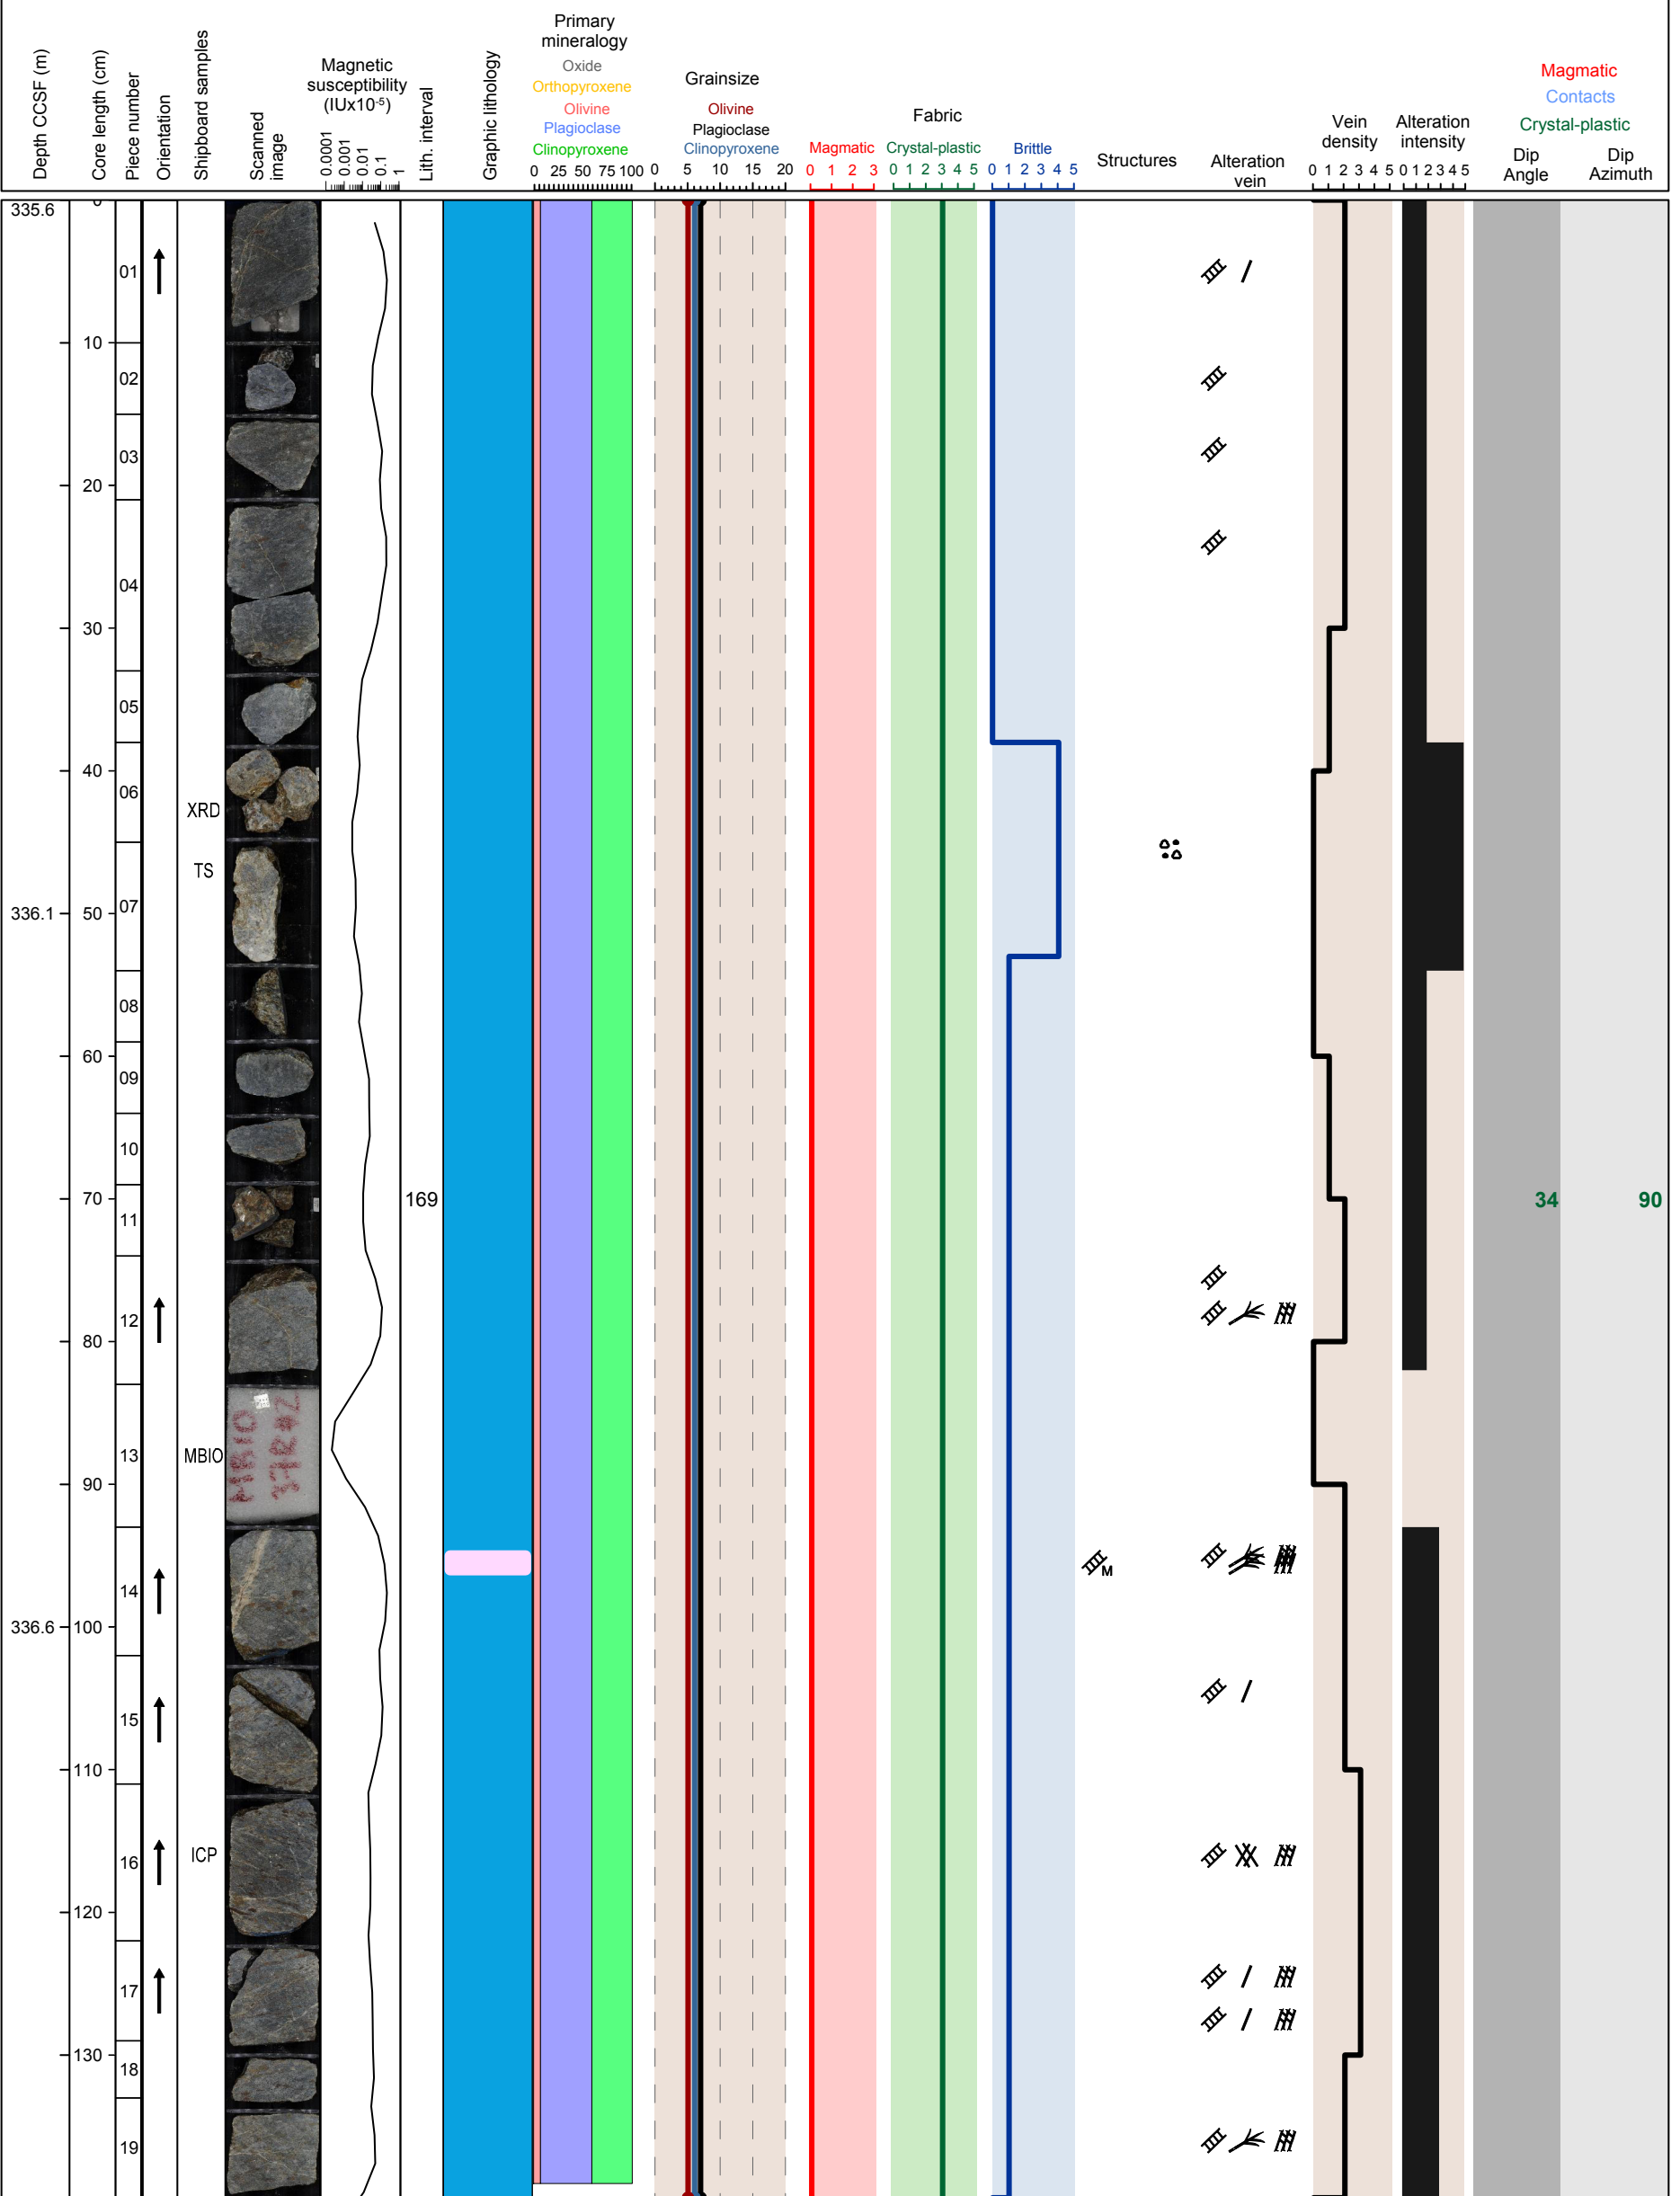 Depth CCSF (m)
Core length (cm)
Piece number
Orientation
Shipboard samples
Scanned
image
Magnetic
susceptibility
(IUx10-5)
0.0001
0.001
0.01
0.1
1
Lith. interval
Graphic lithology
Primary
mineralogy
Oxide
Orthopyroxene
Olivine
Plagioclase
Clinopyroxene
0 25 50 75 100
Grainsize
Olivine
Plagioclase
Clinopyroxene
0 5 10 15 20
Fabric
Magmatic
0 1 2 3
Crystal-plastic
0 1 2 3 4 5
Brittle
0 1 2 3 4 5
Structures
Alteration
vein
Vein
density
0 1 2 3 4 5
Alteration
intensity
0 1 2 3 4 5
Magmatic
Contacts
Crystal-plastic
Dip
Angle
Dip
Azimuth
335.6
0
01
10
02
03
20
04
30
05
40
06
XRD
TS
336.1
50
07
08
60
09
10
70
169
34
90
11
12
80
13
MBIO
MBIO
37R#2
90
M
14
336.6
100
15
110
16
ICP
120
17
130
18
19